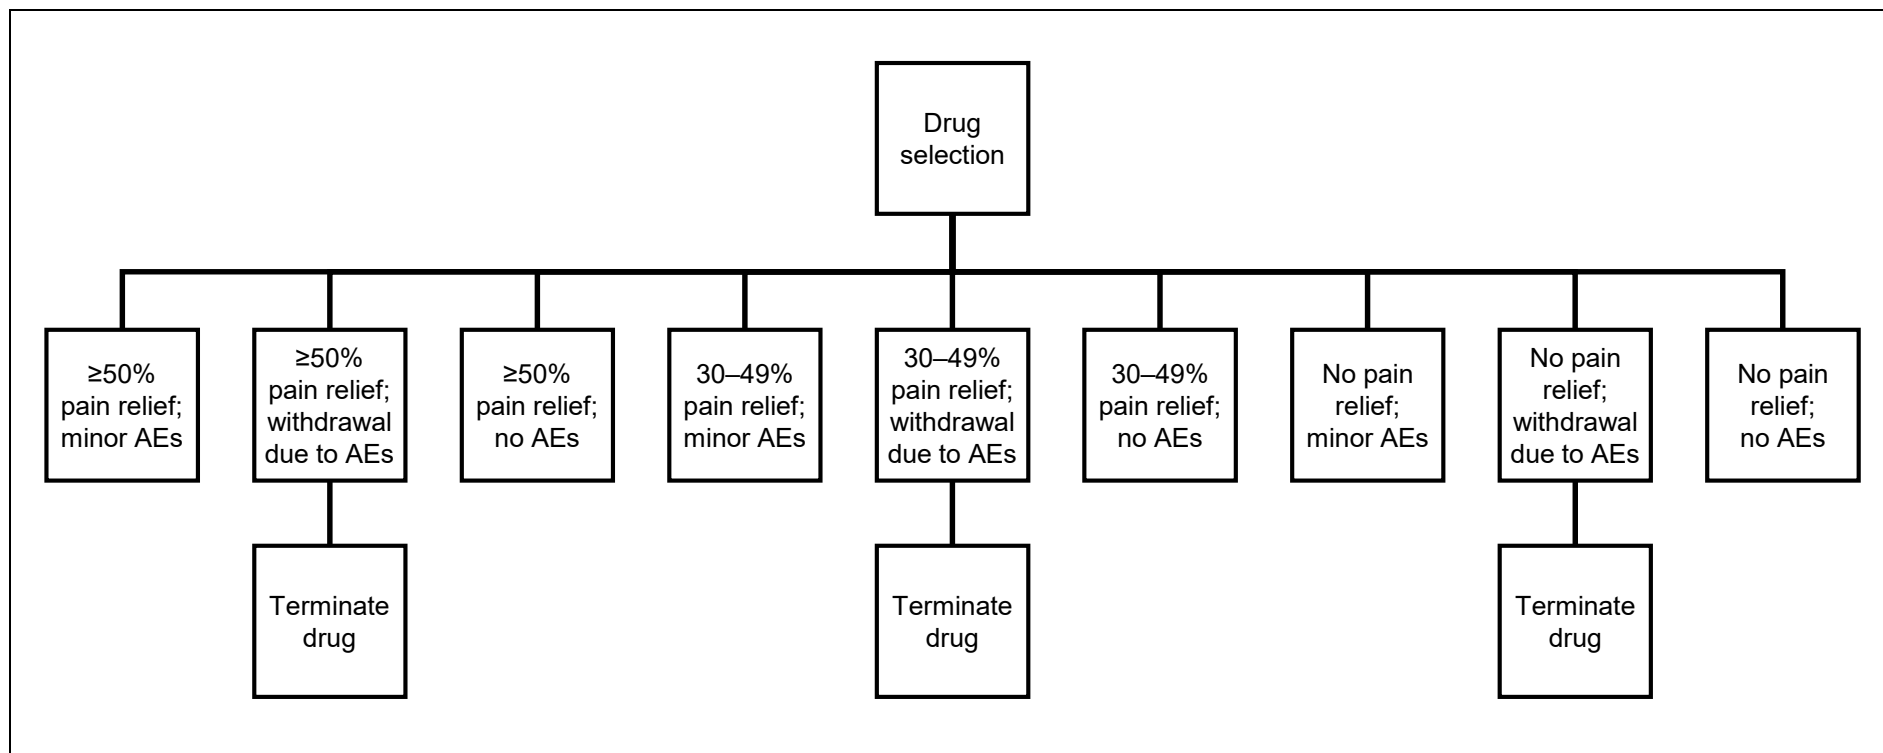 Drug
selection
≥50%
pain relief;
minor AEs
≥50%
pain relief;
withdrawal
due to AEs
≥50%
pain relief;
no AEs
30–49%
pain relief;
minor AEs
30–49%
pain relief;
withdrawal
due to AEs
30–49%
pain relief;
no AEs
No pain
relief;
minor AEs
No pain
relief;
withdrawal
due to AEs
No pain
relief;
no AEs
Terminate
drug
Terminate
drug
Terminate
drug